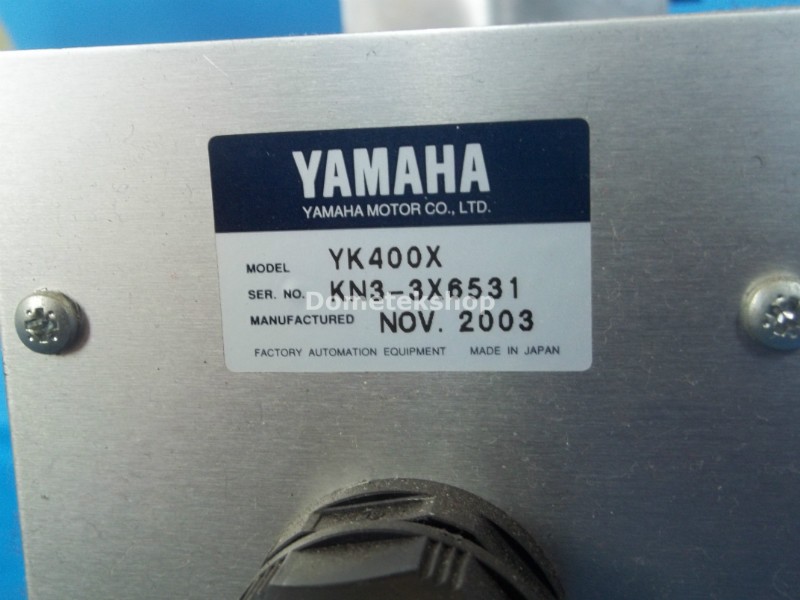 YAMAHA
YAMAHA MOTOR CO., LTD.
MODEL YK400X
SER. NO. KN3-3X6531
Dometekshop
MANUFACTURED NOV. 2003
FACTORY AUTOMATION EQUIPMENT MADE IN JAPAN